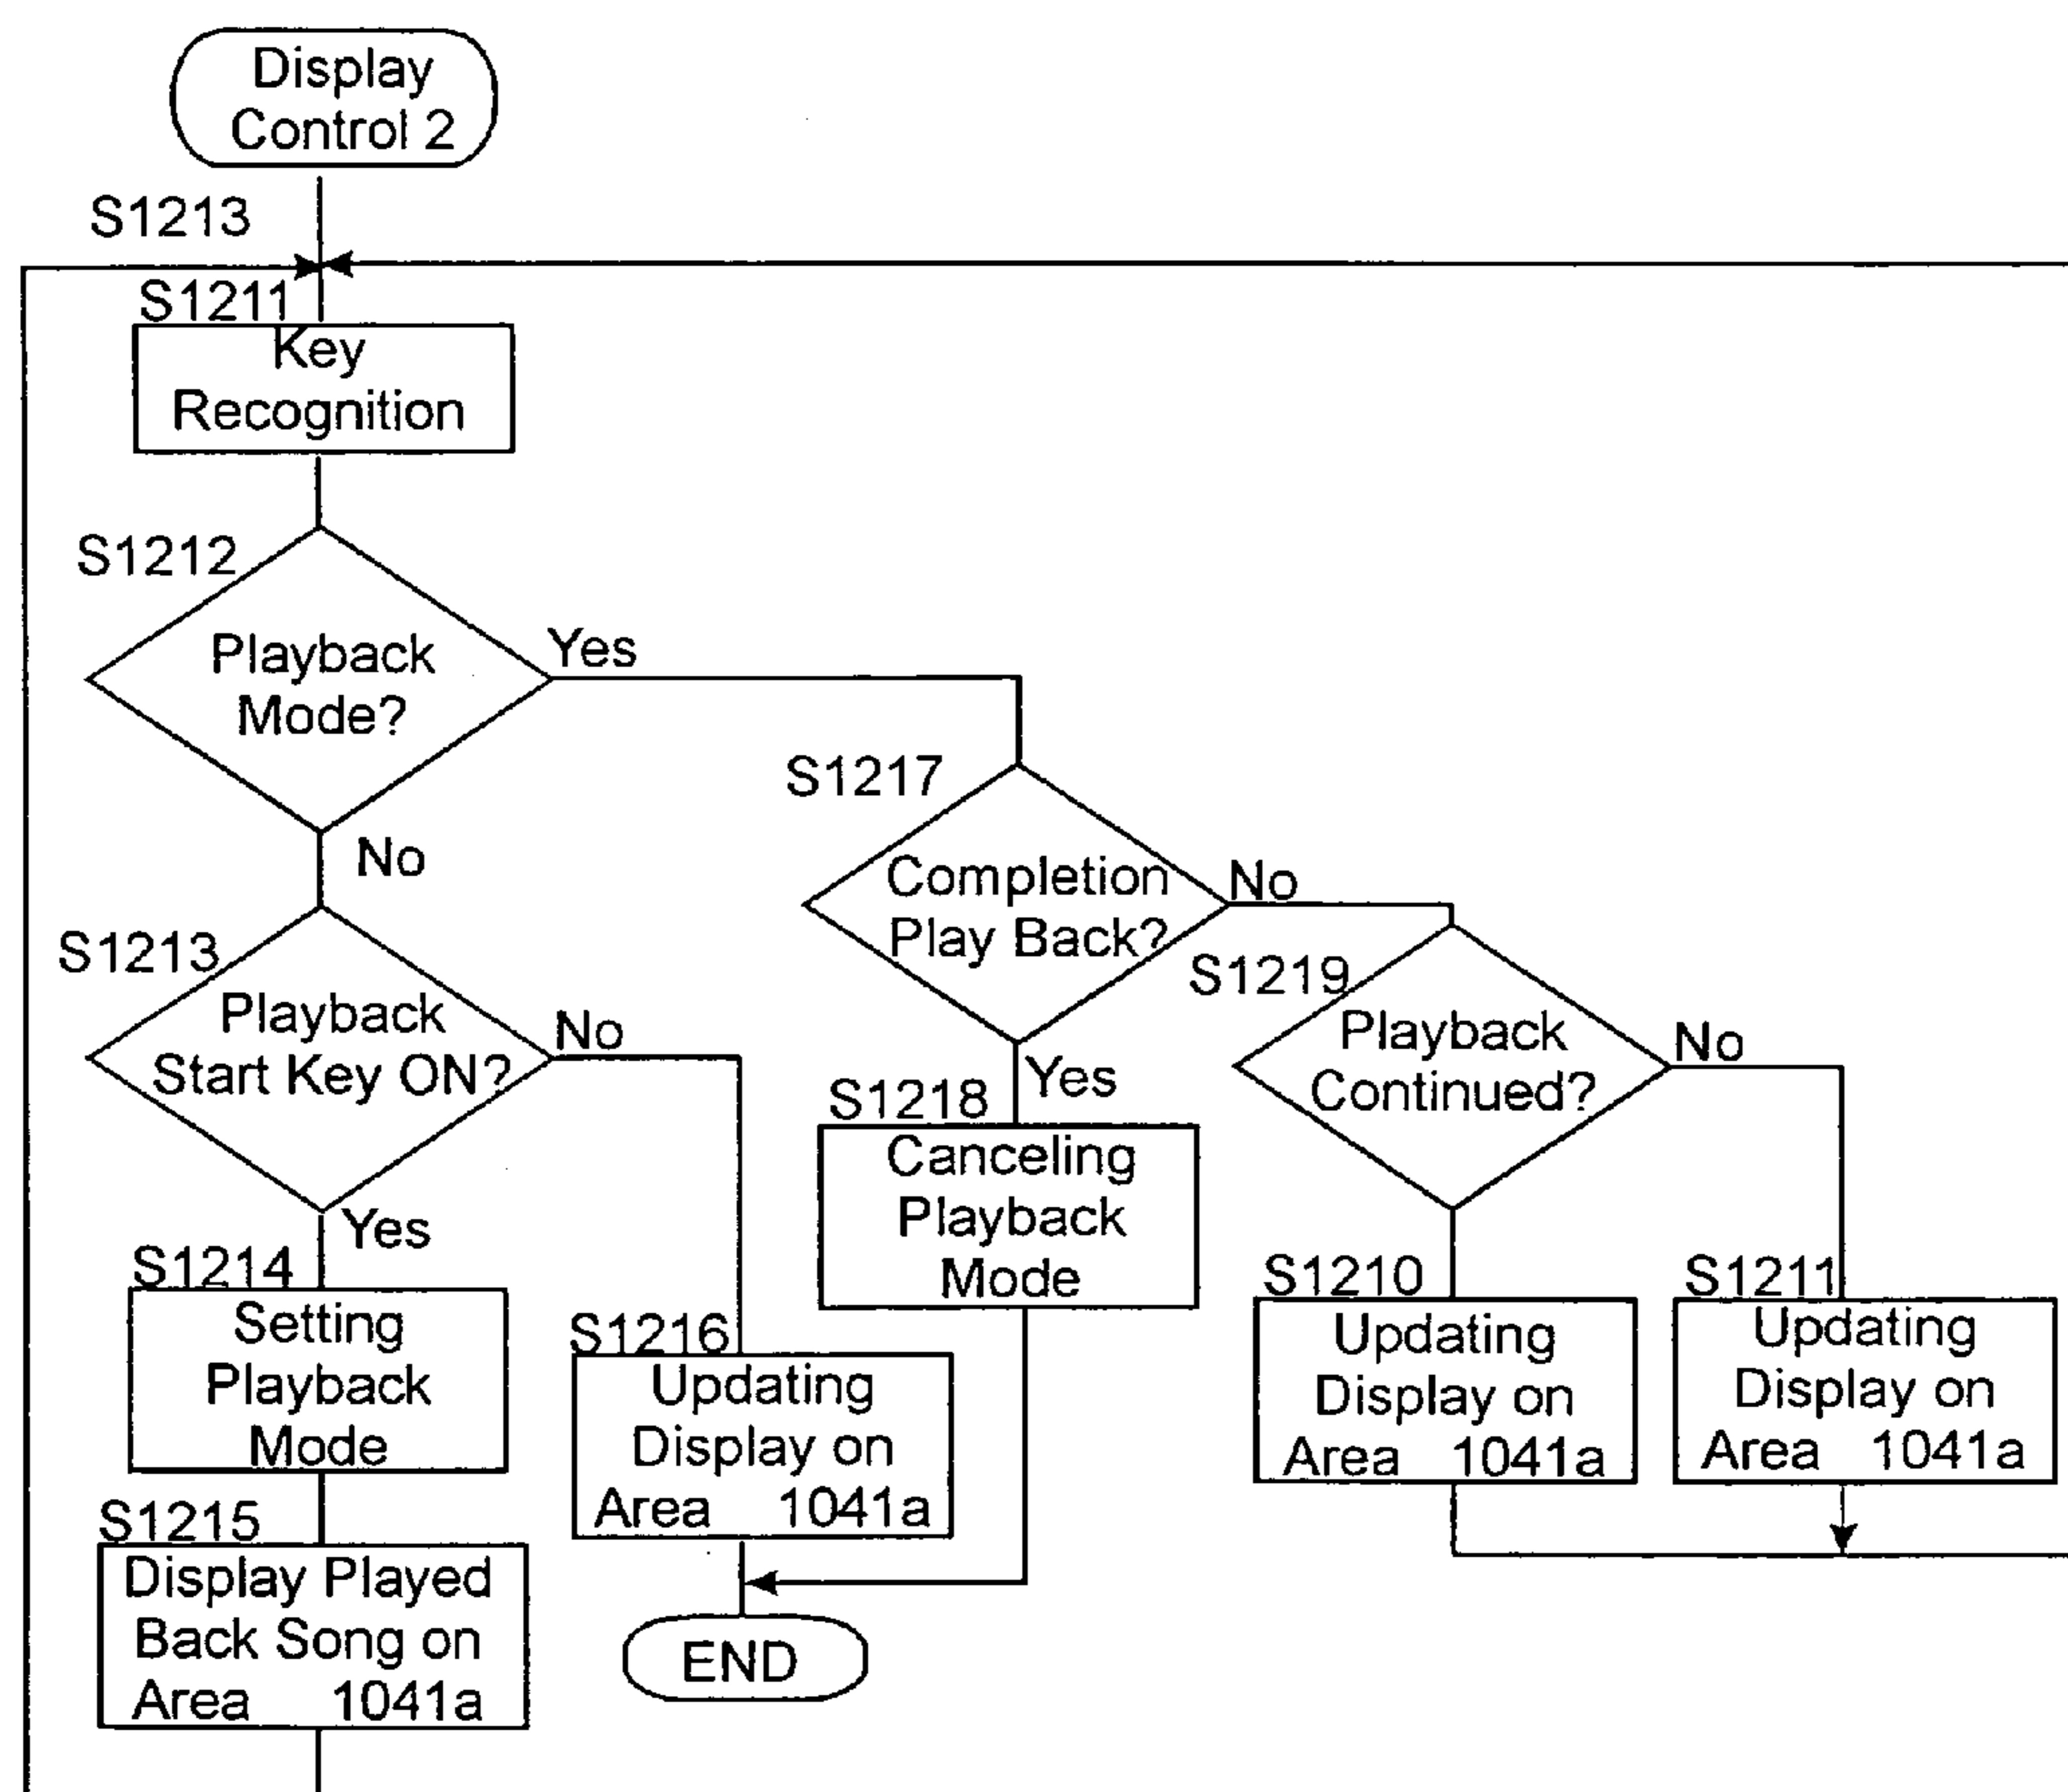 Display
Control 2
S1213
S1211
Key
Recognition
S1212
Playback
Mode?
Yes
No
S1217
Completion
Play Back?
No
Yes
S1213
Playback
Start Key ON?
No
Yes
S1219
Playback
Continued?
No
S1218
Canceling
Playback
Mode
S1214
Setting
Playback
Mode
S1216
Updating
Display on
Area 1041a
S1210
Updating
Display on
Area 1041a
S1211
Updating
Display on
Area 1041a
S1215
Display Played
Back Song on
Area 1041a
END